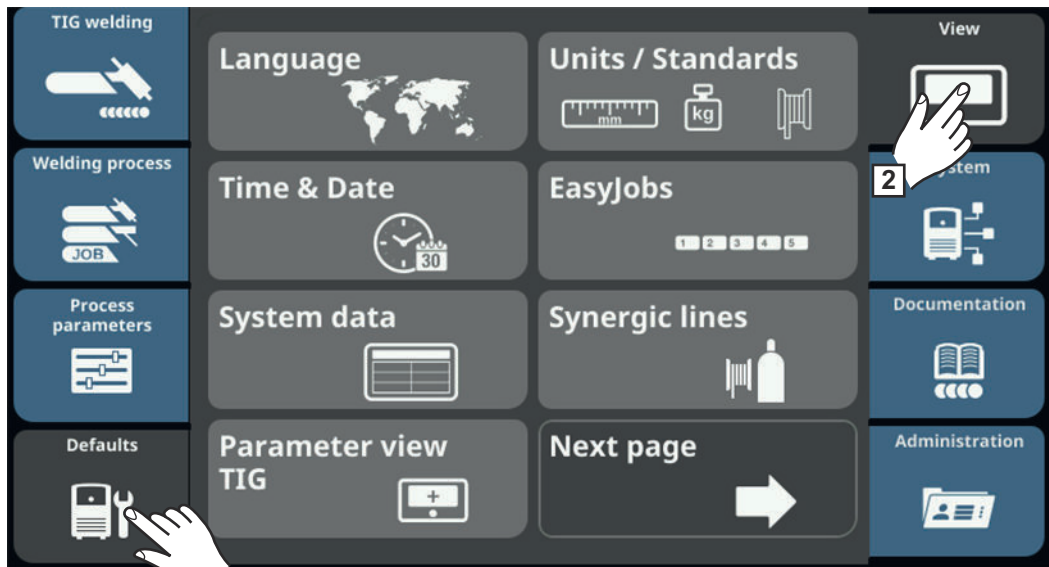 TIG welding
Welding process
JOB
Process
parameters
Defaults
Language
Units / Standards
mm
kg
Time & Date
30
EasyJobs
1 2 3 4 5
System data
Synergic lines
Parameter view
TIG
Next page
View
2
ystem
Documentation
Administration